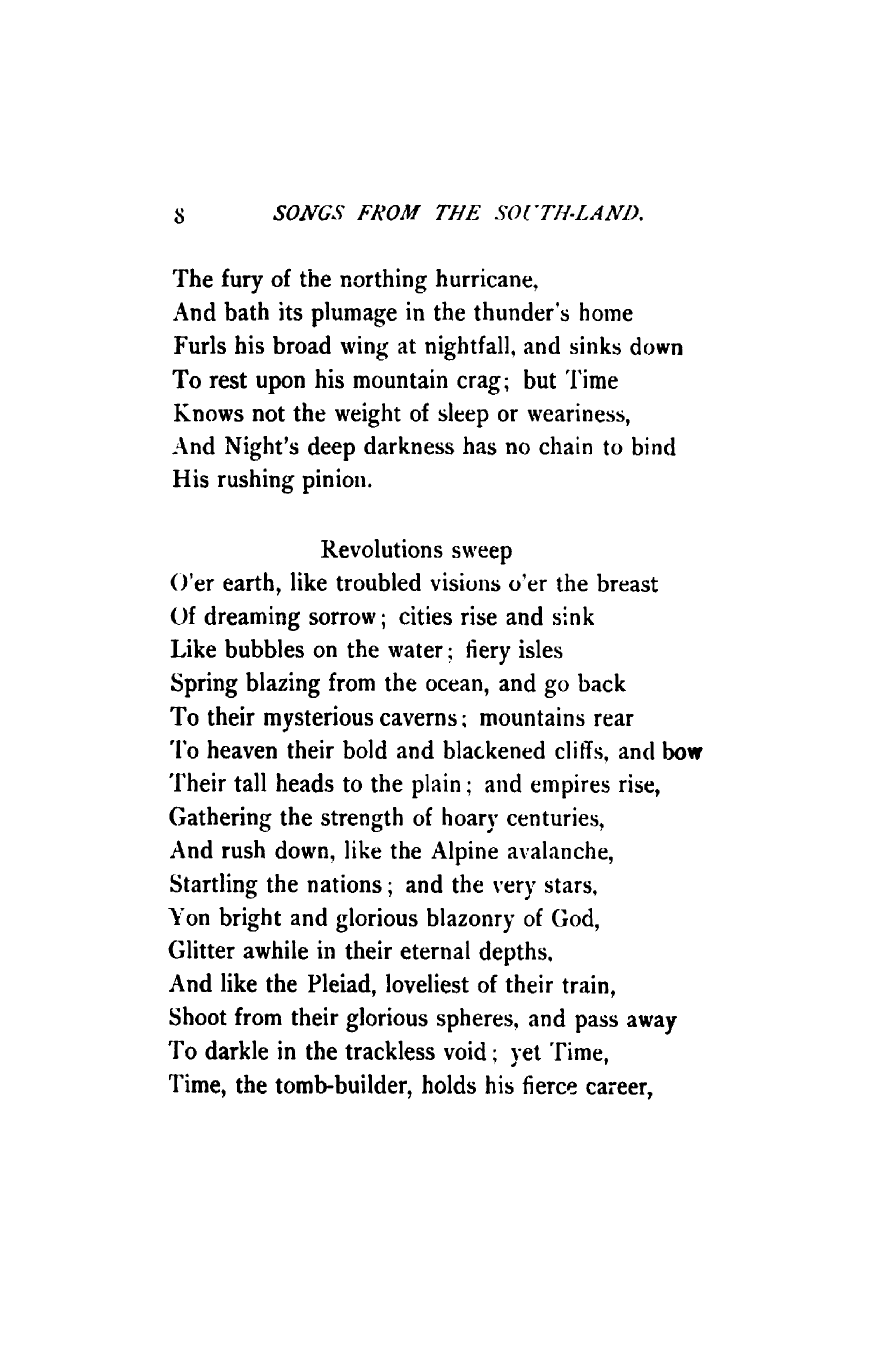 8 SONGS FROM THE SOUTH-LAND.
The fury of the northing hurricane,
And bath its plumage in the thunder's home
Furls his broad wing at nightfall, and sinks down
To rest upon his mountain crag; but Time
Knows not the weight of sleep or weariness,
And Night's deep darkness has no chain to bind
His rushing pinion.
Revolutions sweep
O'er earth, like troubled visions o'er the breast
Of dreaming sorrow; cities rise and sink
Like bubbles on the water; fiery isles
Spring blazing from the ocean, and go back
To their mysterious caverns; mountains rear
To heaven their bold and blackened cliffs, and bow
Their tall heads to the plain; and empires rise,
Gathering the strength of hoary centuries,
And rush down, like the Alpine avalanche,
Startling the nations; and the very stars,
Yon bright and glorious blazonry of God,
Glitter awhile in their eternal depths,
And like the Pleiad, loveliest of their train,
Shoot from their glorious spheres, and pass away
To darkle in the trackless void; yet Time,
Time, the tomb-builder, holds his fierce career,